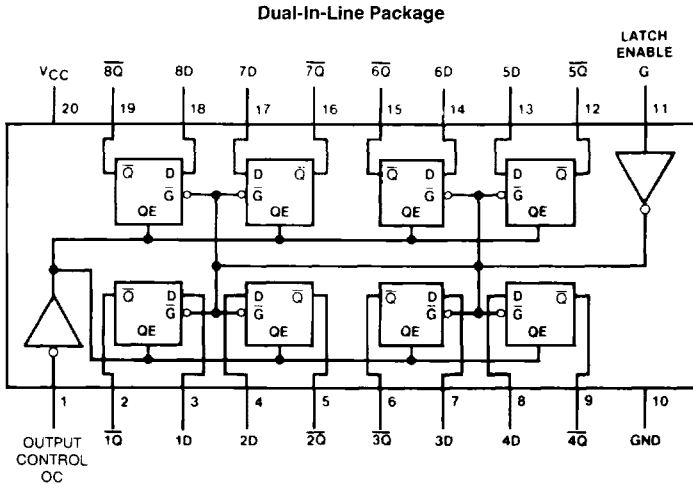 Dual-In-Line Package
LATCH
ENABLE
VCC 8Q̅ 8D 7D 7Q̅ 6Q̅ 6D 5D 5Q̅ G
20 19 18 17 16 15 14 13 12 11
Q̅ D D Q̅ Q̅ D D Q̅
G̅ G̅ G̅ G̅
QE QE QE QE
Q̅ D D Q̅ Q̅ D D Q̅
G̅ G̅ G̅ G̅
QE QE QE QE
1 2 3 4 5 6 7 8 9 10
OUTPUT
CONTROL
OC
1Q̅ 1D 2D 2Q̅ 3Q̅ 3D 4D 4Q̅ GND